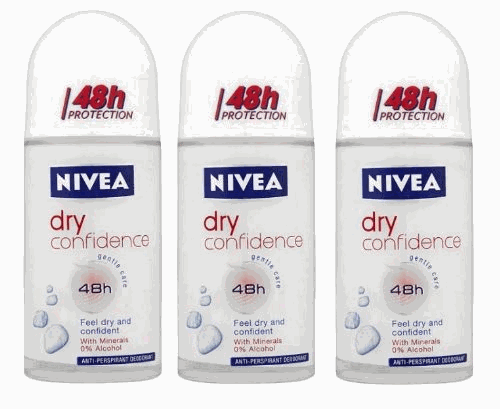 48h
PROTECTION
NIVEA
dry
confidence
gentle care
48h
Feel dry and
confident
With Minerals
0% Alcohol
ANTI-PERSPIRANT DEODORANT
48h
PROTECTION
NIVEA
dry
confidence
gentle care
48h
Feel dry and
confident
With Minerals
0% Alcohol
ANTI-PERSPIRANT DEODORANT
48h
PROTECTION
NIVEA
dry
confidence
gentle care
48h
Feel dry and
confident
With Minerals
0% Alcohol
ANTI-PERSPIRANT DEODORANT